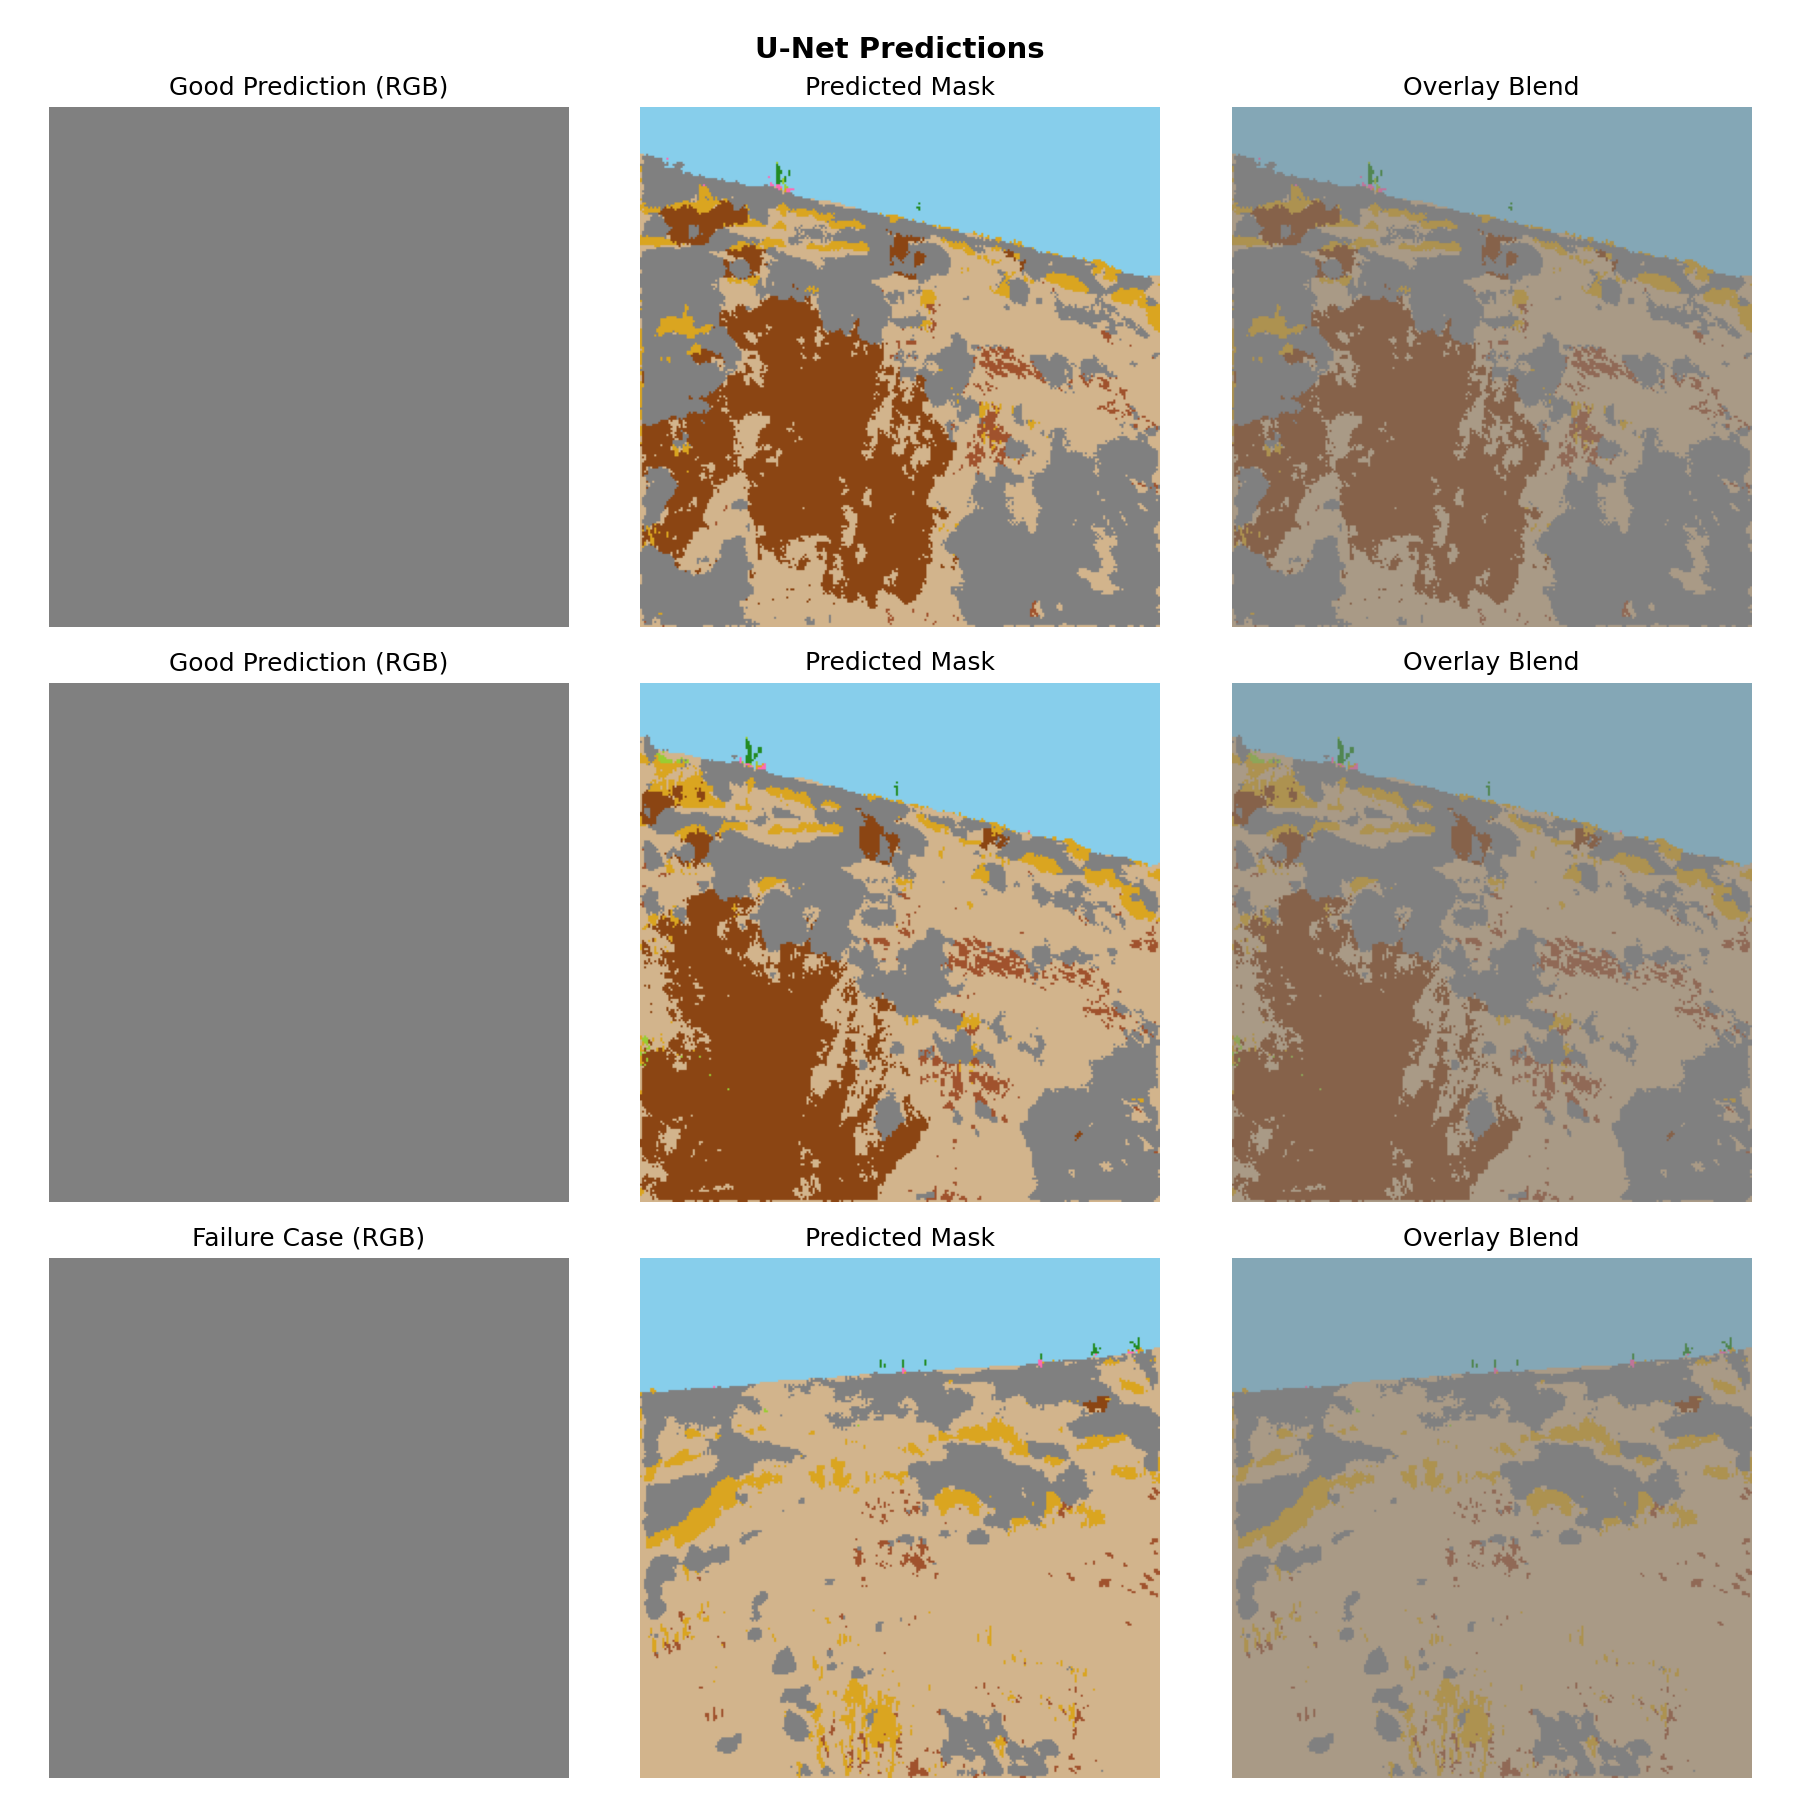 U-Net Predictions
Good Prediction (RGB) Predicted Mask Overlay Blend
Good Prediction (RGB) Predicted Mask Overlay Blend
Failure Case (RGB) Predicted Mask Overlay Blend